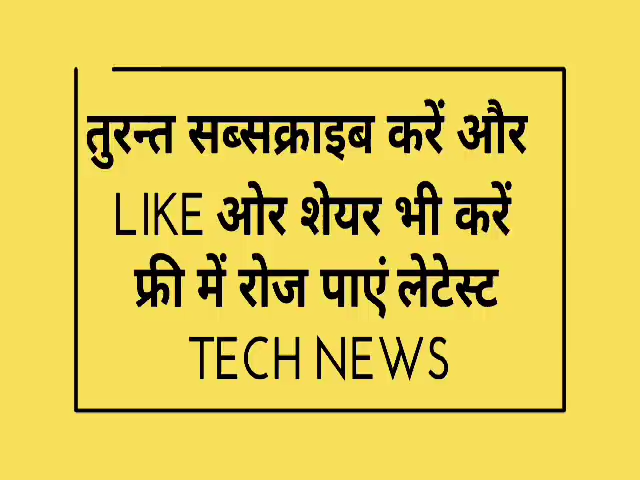 तुरन्त सब्सक्राइब करें और
LIKE ओर शेयर भी करें
फ्री में रोज पाएं लेटेस्ट
TECH NEWS